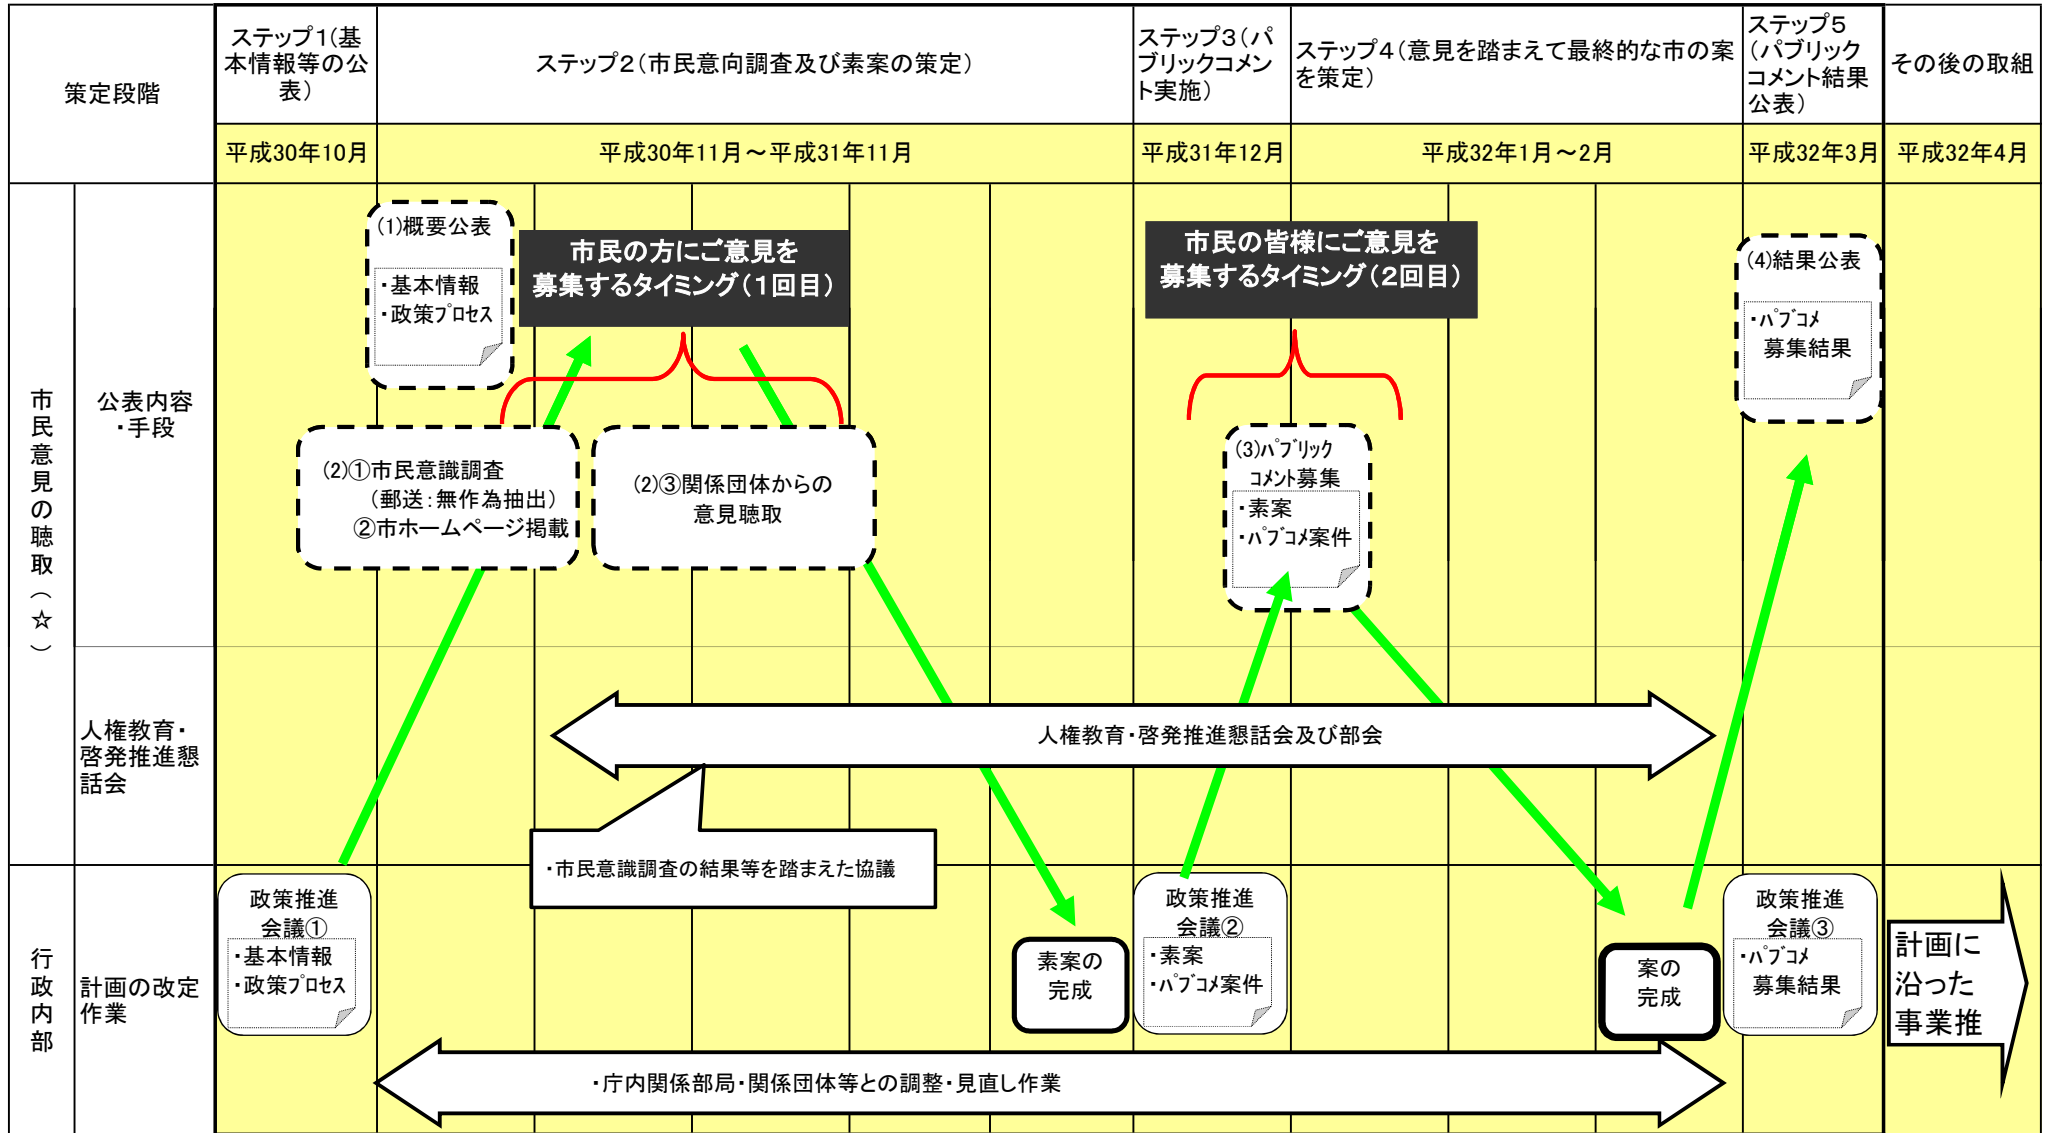 策定段階
ステップ1(基
本情報等の公
表)
ステップ2(市民意向調査及び素案の策定)
ステップ3(パ
ブリックコメン
ト実施)
ステップ4(意見を踏まえて最終的な市の案
を策定)
ステップ5
(パブリック
コメント結果
公表)
その後の取組
平成30年10月
平成30年11月～平成31年11月
平成31年12月
平成32年1月～2月
平成32年3月
平成32年4月
市民意見の聴取(☆)
公表内容
・手段
(1)概要公表
・基本情報
・政策プロセス
市民の方にご意見を
募集するタイミング(1回目)
市民の皆様にご意見を
募集するタイミング(2回目)
(4)結果公表
・パブコメ
募集結果
(2)①市民意識調査
(郵送:無作為抽出)
②市ホームページ掲載
(2)③関係団体からの
意見聴取
(3)パブリック
コメント募集
・素案
・パブコメ案件
人権教育・
啓発推進懇
話会
人権教育・啓発推進懇話会及び部会
・市民意識調査の結果等を踏まえた協議
行政内部
計画の改定
作業
政策推進
会議①
・基本情報
・政策プロセス
素案の
完成
政策推進
会議②
・素案
・パブコメ案件
案の
完成
政策推進
会議③
・パブコメ
募集結果
計画に
沿った
事業推
・庁内関係部局・関係団体等との調整・見直し作業